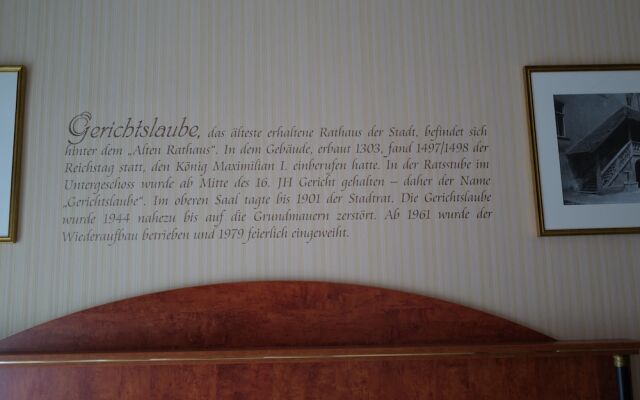 Gerichtslaube, das älteste erhaltene Rathaus der Stadt, befindet sich
hinter dem „Alten Rathaus“. In dem Gebäude, erbaut 1303, fand 1497/1498 der
Reichstag statt, den König Maximilian I. einberufen hatte. In der Ratsstube im
Untergeschoss wurde ab Mitte des 16. JH Gericht gehalten – daher der Name
„Gerichtslaube“. Im oberen Saal tagte bis 1901 der Stadtrat. Die Gerichtslaube
wurde 1944 nahezu bis auf die Grundmauern zerstört. Ab 1961 wurde der
Wiederaufbau betrieben und 1979 feierlich eingeweiht.